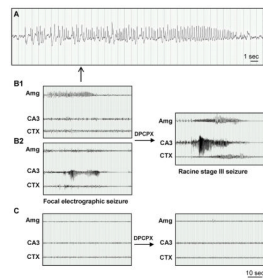 A
1 sec
B1
Amg
CA3
CTX
DPCPX
Amg
CA3
CTX
B2
Amg
CA3
CTX
Focal electrographic seizure
Racine stage III seizure
C
Amg
CA3
CTX
DPCPX
Amg
CA3
CTX
10 sec